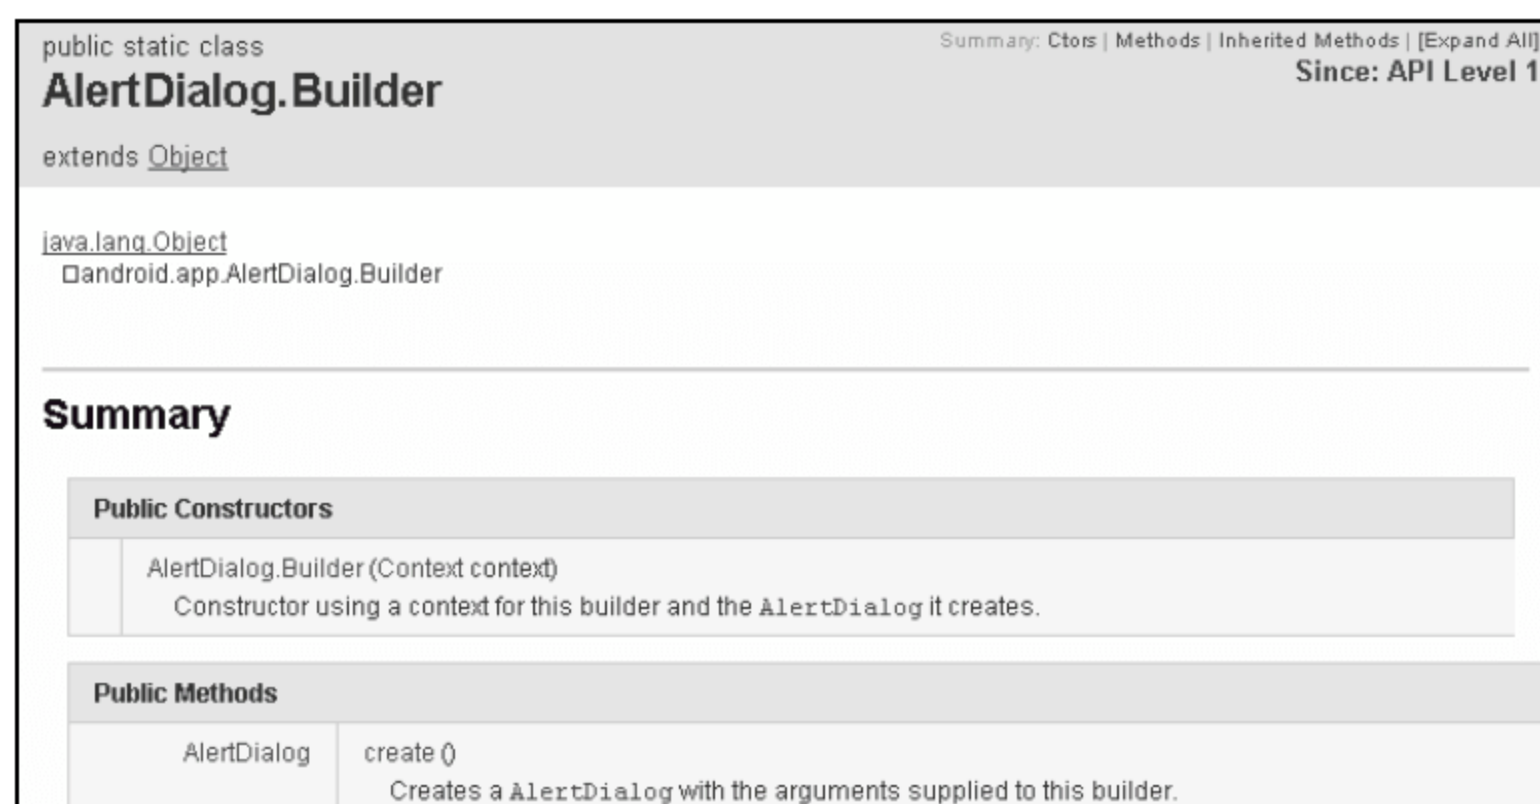 public static class
Summary: Ctors | Methods | Inherited Methods | [Expand All]
AlertDialog.Builder
Since: API Level 1
extends Object
java.lang.Object
□android.app.AlertDialog.Builder
Summary
Public Constructors
AlertDialog.Builder (Context context)
Constructor using a context for this builder and the AlertDialog it creates.
Public Methods
AlertDialog create ()
Creates a AlertDialog with the arguments supplied to this builder.